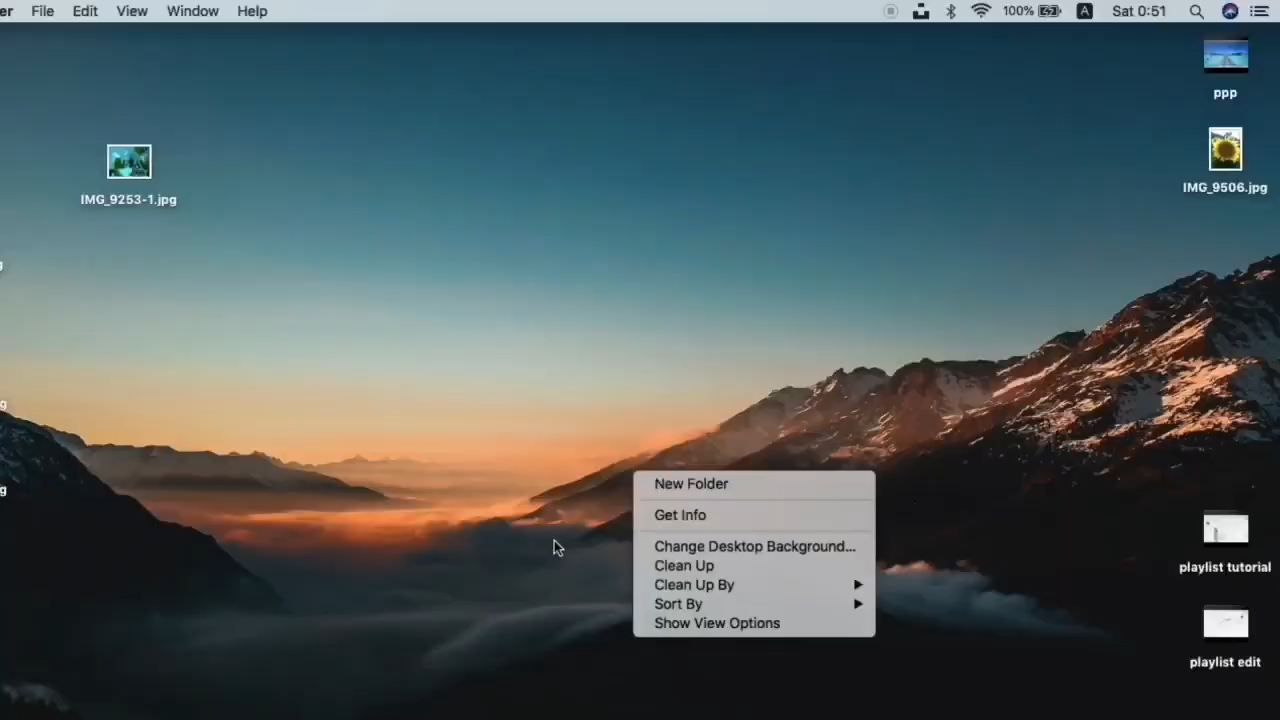 er File Edit View Window Help 100% A Sat 0:51
ppp
IMG_9253-1.jpg
IMG_9506.jpg
g
g
New Folder
Get Info
Change Desktop Background...
Clean Up
Clean Up By
Sort By
Show View Options
playlist tutorial
playlist edit